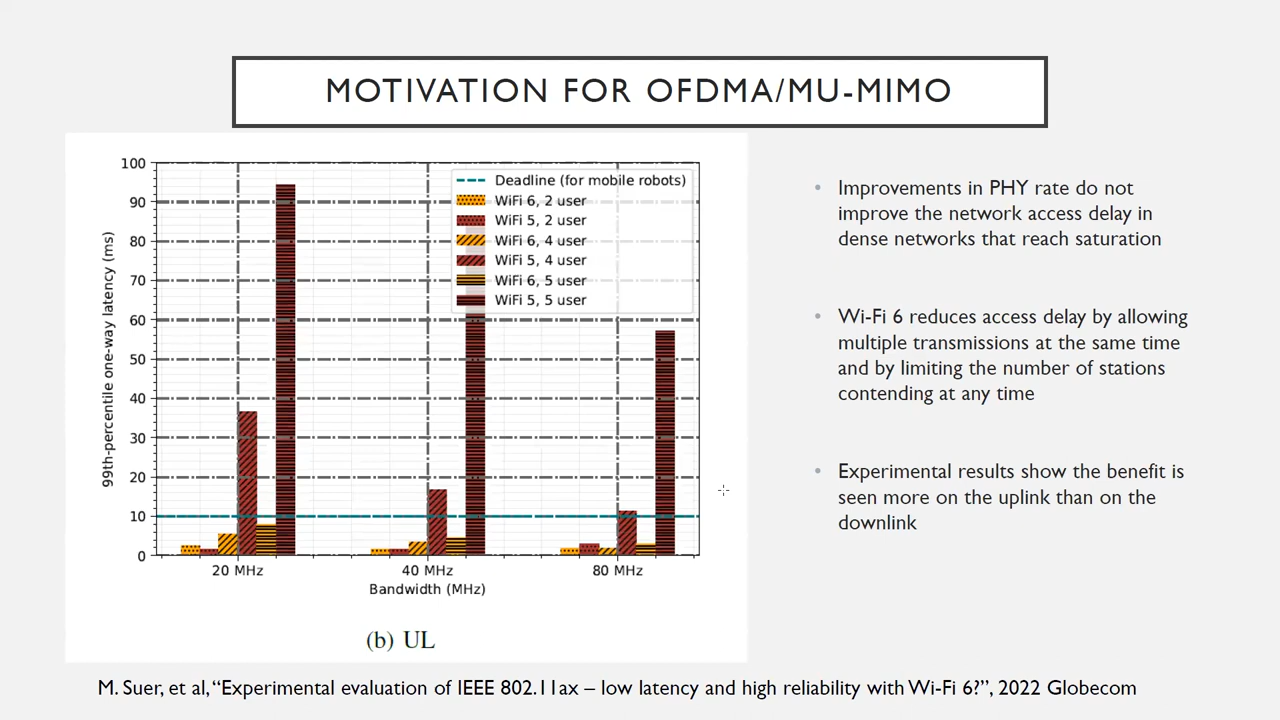 MOTIVATION FOR OFDMA/MU-MIMO
100
90
80
70
60
50
40
30
20
10
0
99th-percentile one-way latency (ms)
Deadline (for mobile robots)
WiFi 6, 2 user
WiFi 5, 2 user
WiFi 6, 4 user
WiFi 5, 4 user
WiFi 6, 5 user
WiFi 5, 5 user
20 MHz
40 MHz
80 MHz
Bandwidth (MHz)
(b) UL
• Improvements in PHY rate do not
improve the network access delay in
dense networks that reach saturation
• Wi-Fi 6 reduces access delay by allowing
multiple transmissions at the same time
and by limiting the number of stations
contending at any time
• Experimental results show the benefit is
seen more on the uplink than on the
downlink
M. Suer, et al, “Experimental evaluation of IEEE 802.11ax – low latency and high reliability with Wi-Fi 6?”, 2022 Globecom